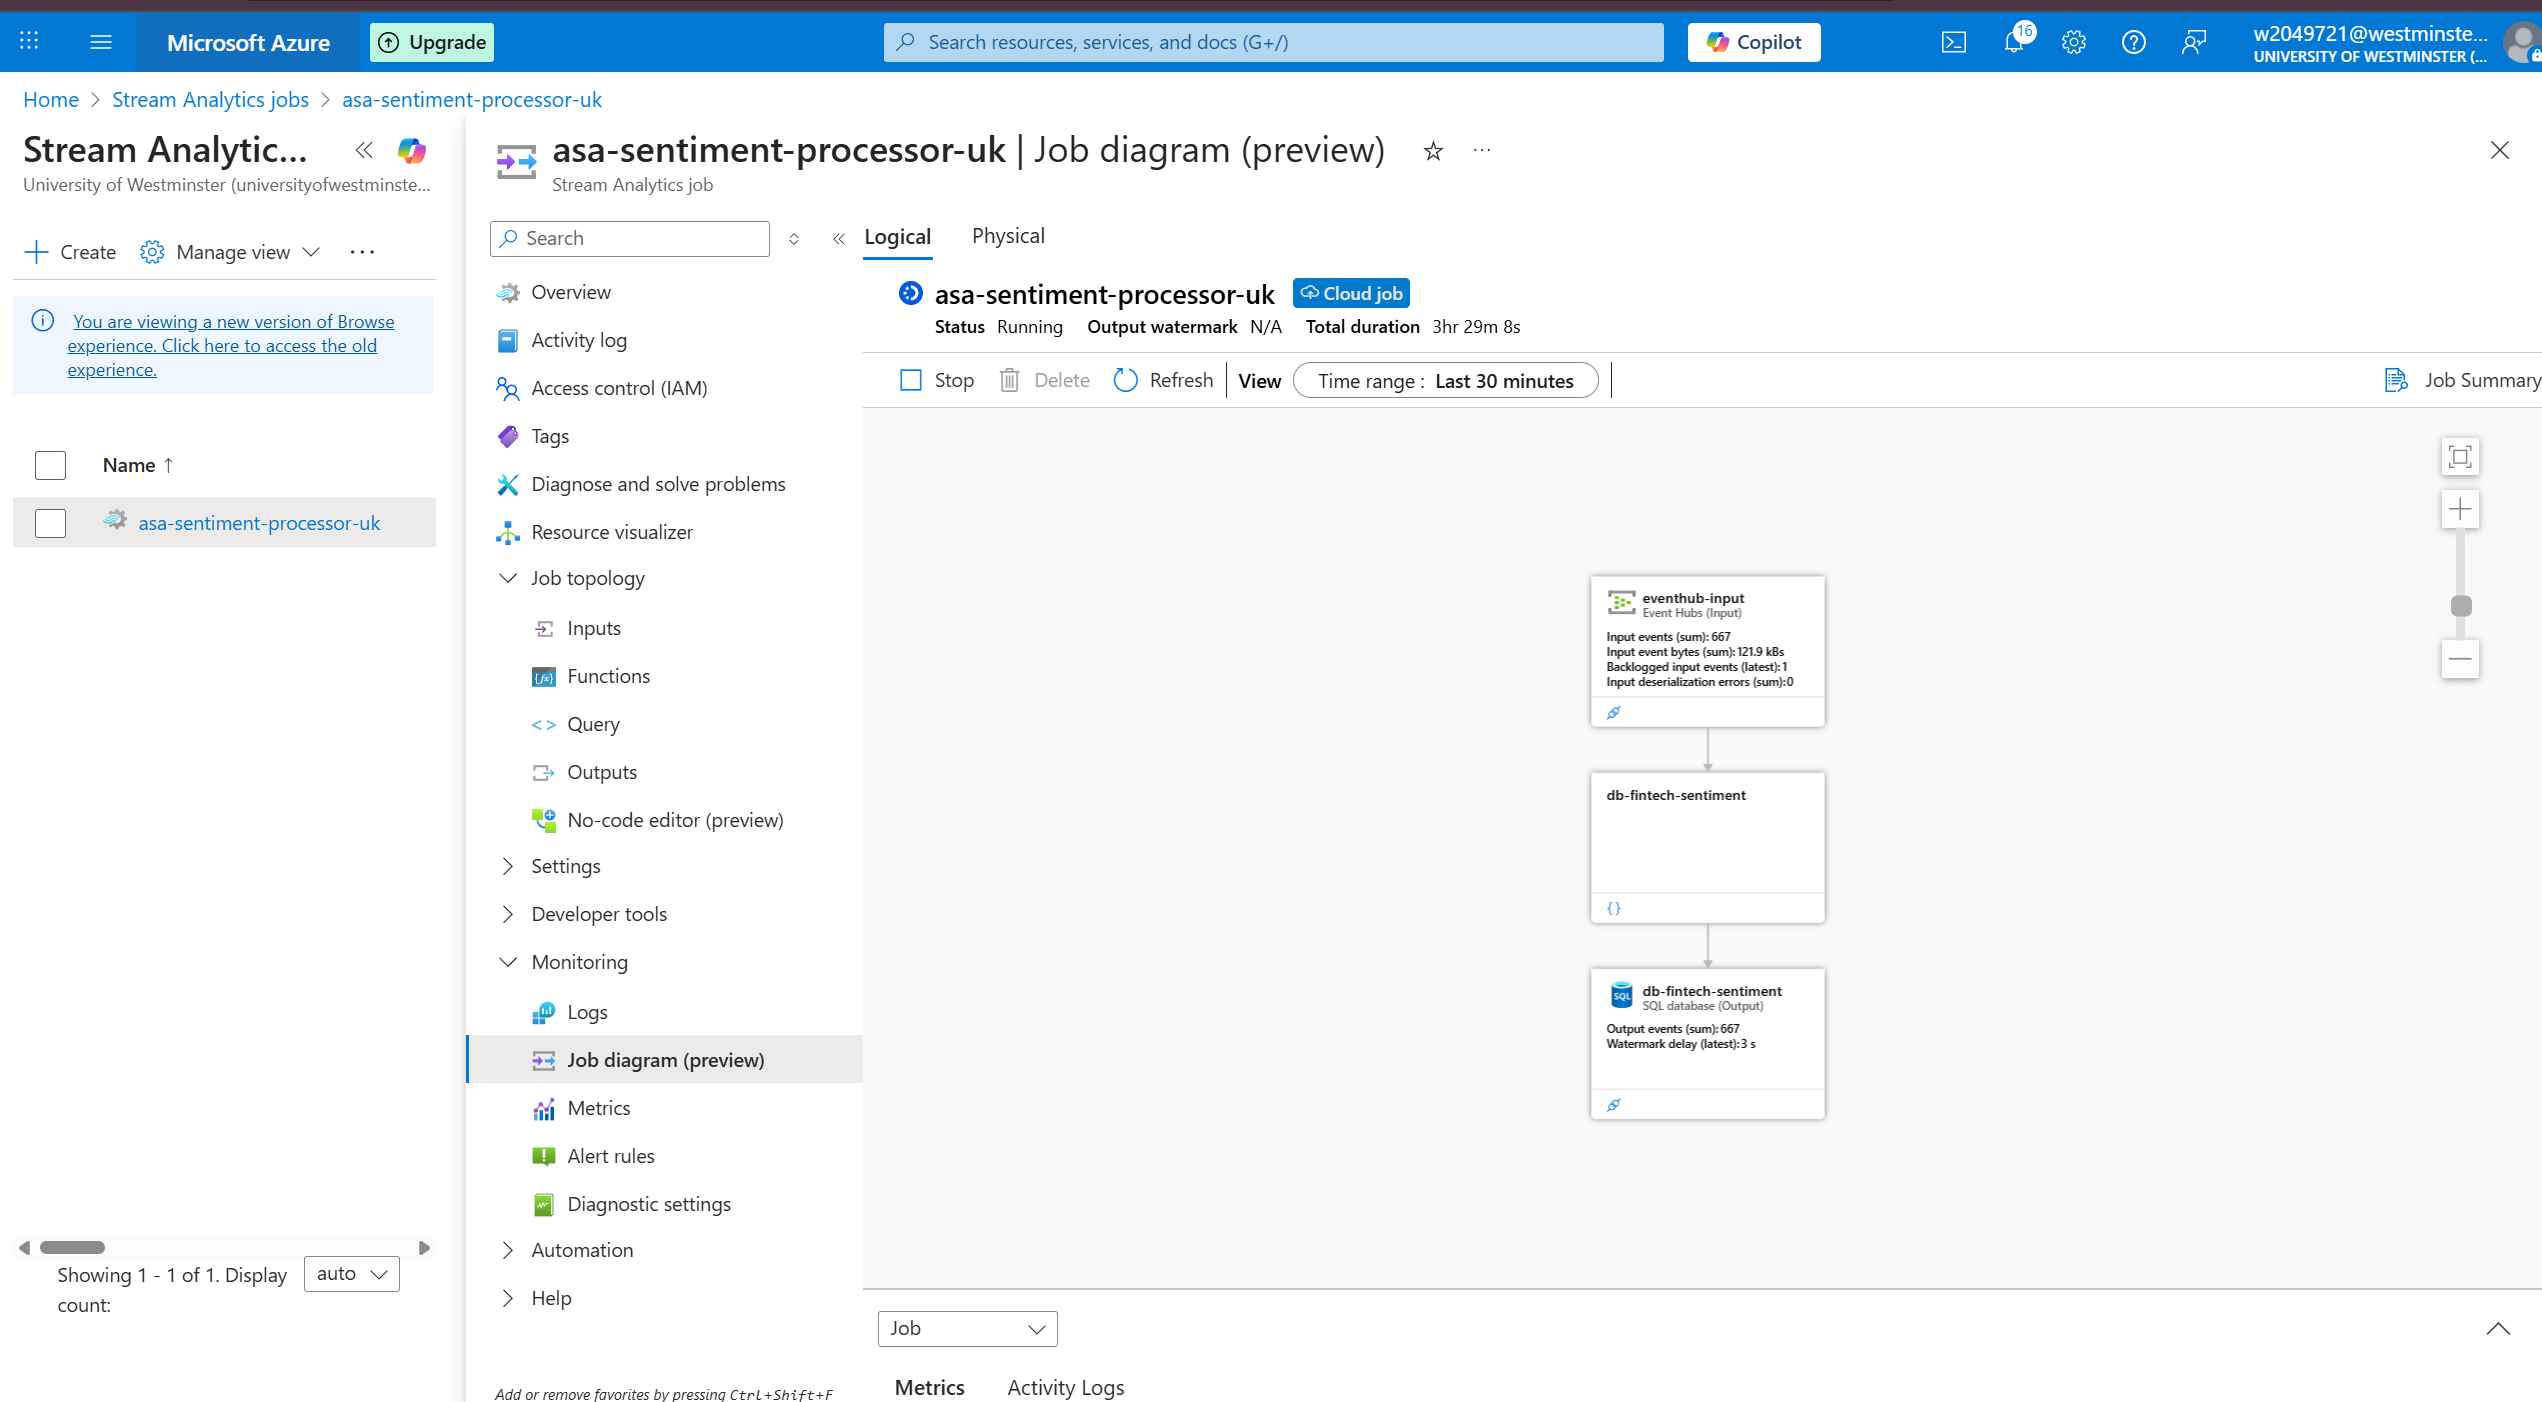 Microsoft Azure
Upgrade
Search resources, services, and docs (G+/)
Copilot
16
w2049721@westminste...
UNIVERSITY OF WESTMINSTER (...
Home > Stream Analytics jobs > asa-sentiment-processor-uk
Stream Analytic...
University of Westminster (universityofwestminste...
Create
Manage view
You are viewing a new version of Browse
experience. Click here to access the old
experience.
Name ↑
asa-sentiment-processor-uk
Showing 1 - 1 of 1. Display
count:
auto
asa-sentiment-processor-uk | Job diagram (preview)
Stream Analytics job
Search
Overview
Activity log
Access control (IAM)
Tags
Diagnose and solve problems
Resource visualizer
Job topology
Inputs
Functions
Query
Outputs
No-code editor (preview)
Settings
Developer tools
Monitoring
Logs
Job diagram (preview)
Metrics
Alert rules
Diagnostic settings
Automation
Help
Add or remove favorites by pressing Ctrl+Shift+F
Logical
Physical
asa-sentiment-processor-uk
Cloud job
Status Running Output watermark N/A Total duration 3hr 29m 8s
Stop
Delete
Refresh
View
Time range : Last 30 minutes
Job Summary
eventhub-input
Event Hubs (Input)
Input events (sum): 667
Input event bytes (sum): 121.9 kBs
Backlogged input events (latest): 1
Input deserialization errors (sum): 0
db-fintech-sentiment
{}
SQL
db-fintech-sentiment
SQL database (Output)
Output events (sum): 667
Watermark delay (latest): 3 s
Job
Metrics
Activity Logs